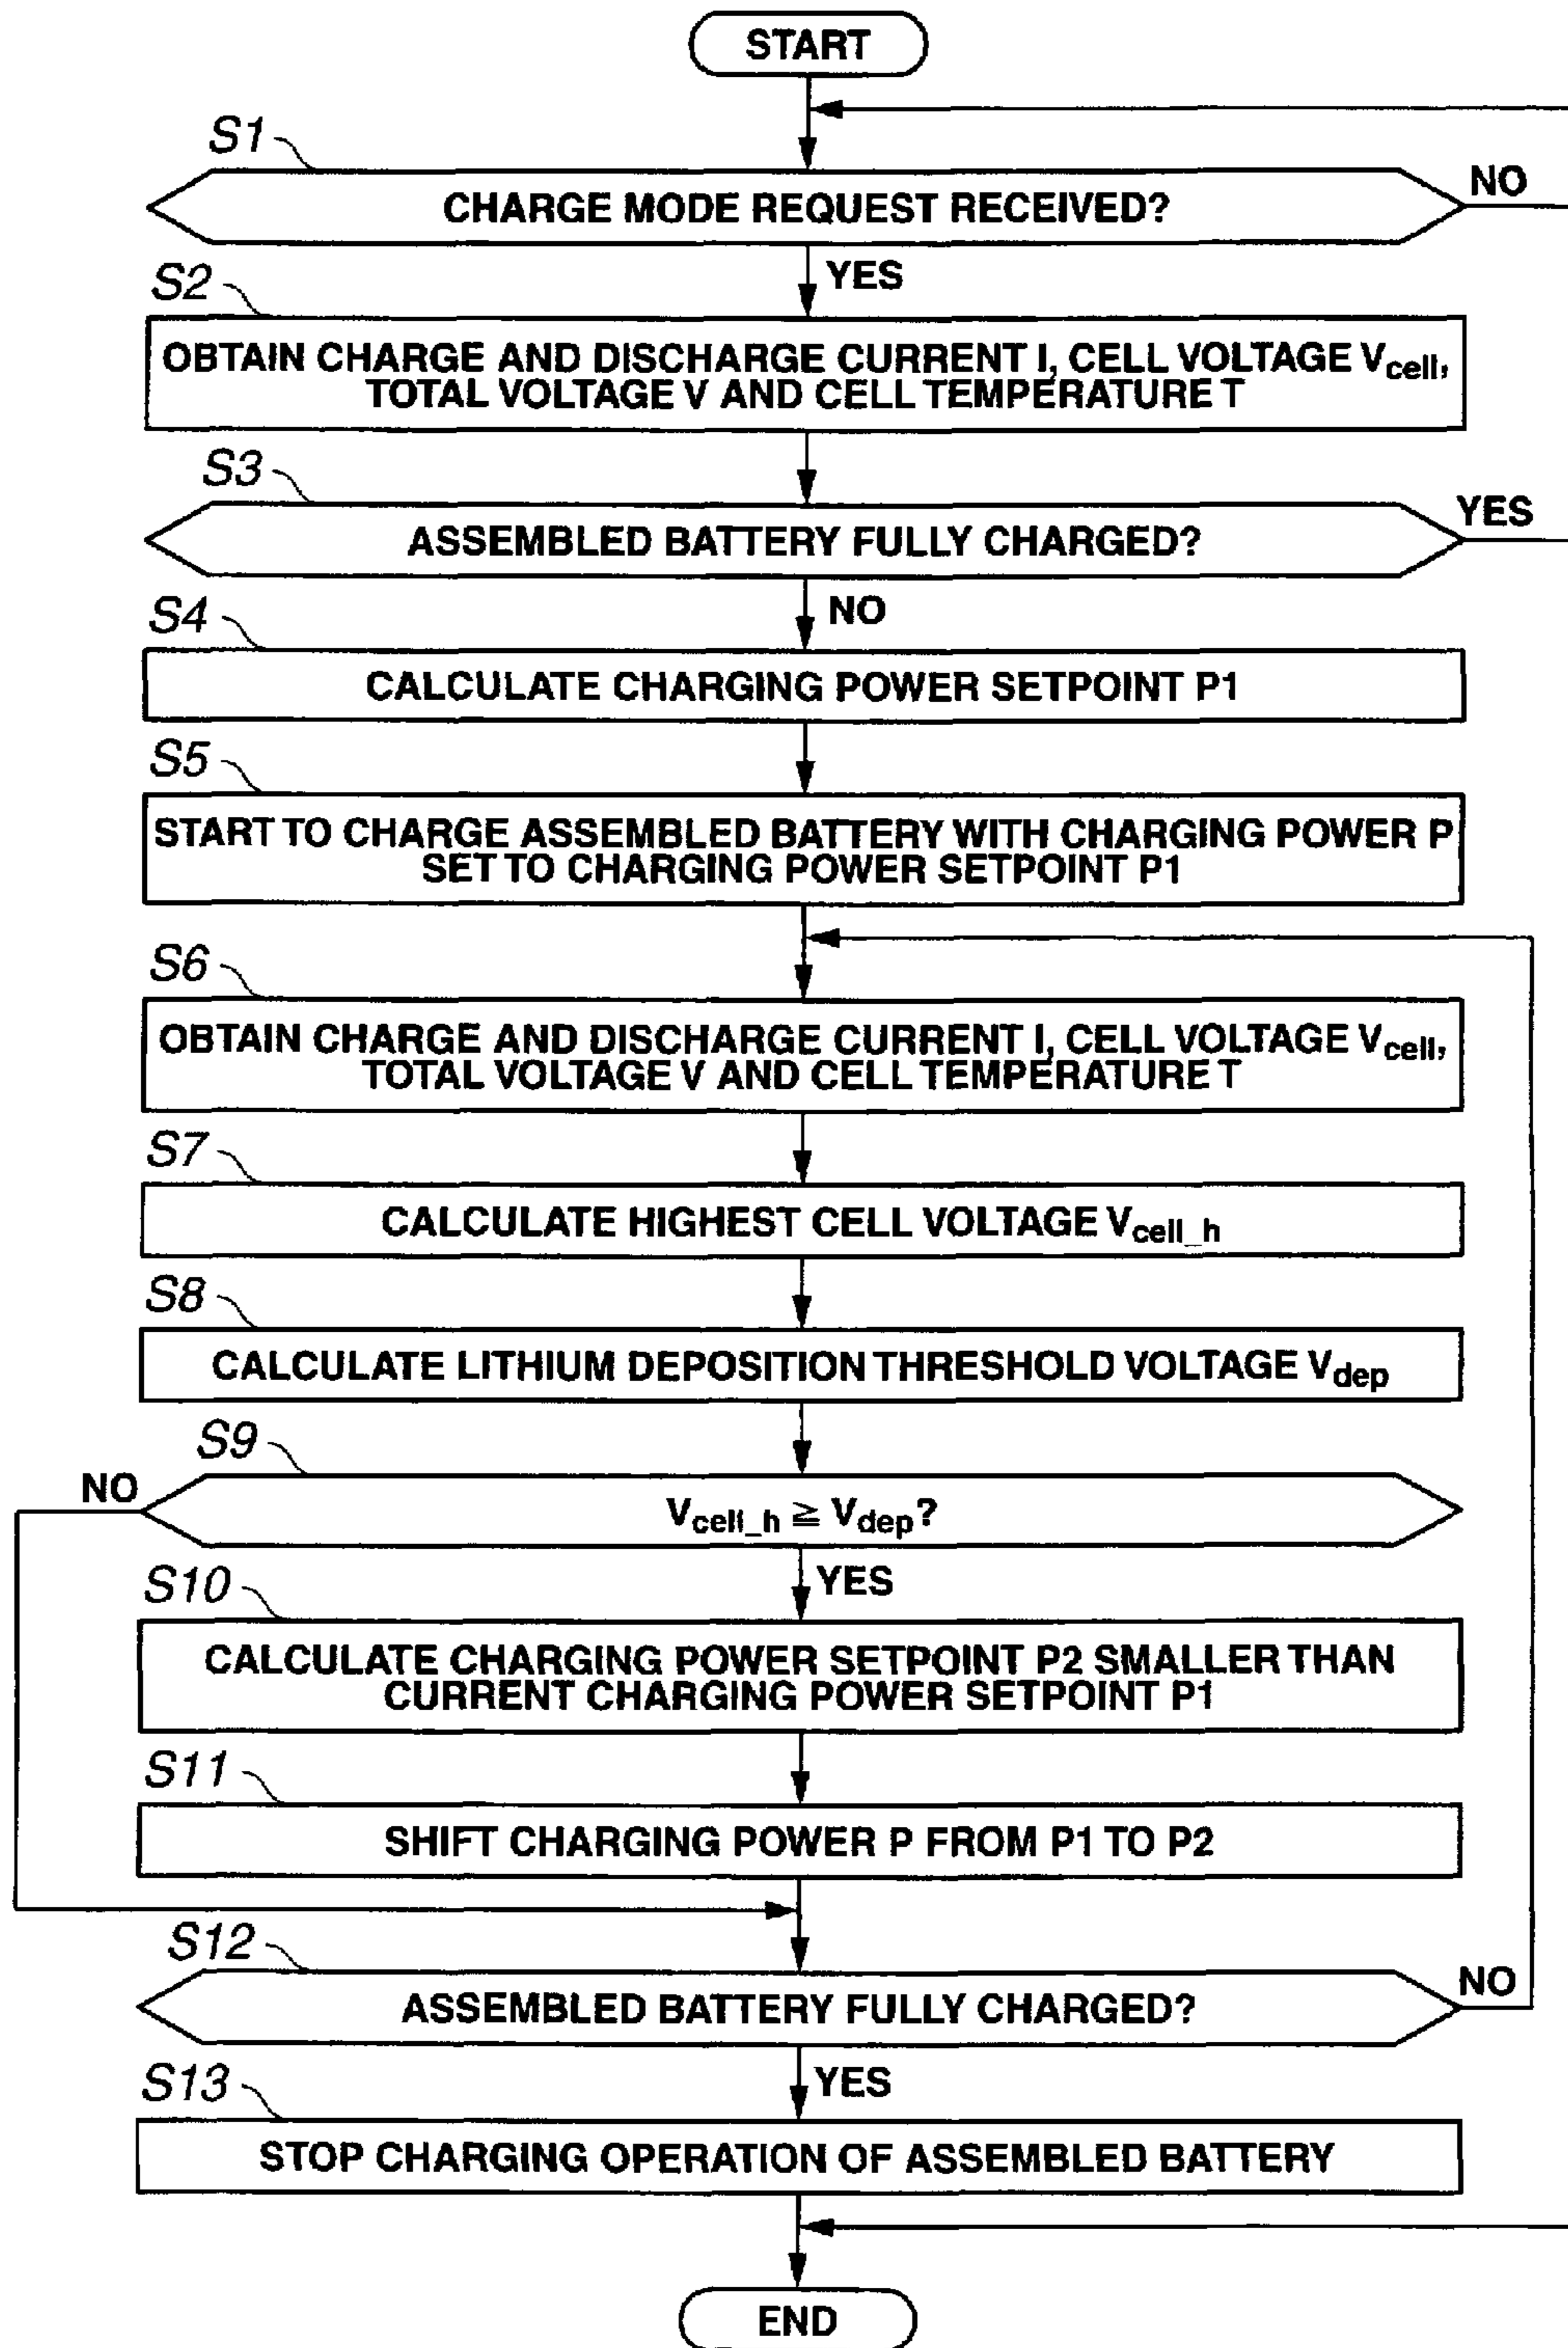 START
S1
CHARGE MODE REQUEST RECEIVED?
NO
YES
S2
OBTAIN CHARGE AND DISCHARGE CURRENT I, CELL VOLTAGE Vcell,
TOTAL VOLTAGE V AND CELL TEMPERATURE T
S3
ASSEMBLED BATTERY FULLY CHARGED?
YES
NO
S4
CALCULATE CHARGING POWER SETPOINT P1
S5
START TO CHARGE ASSEMBLED BATTERY WITH CHARGING POWER P
SET TO CHARGING POWER SETPOINT P1
S6
OBTAIN CHARGE AND DISCHARGE CURRENT I, CELL VOLTAGE Vcell,
TOTAL VOLTAGE V AND CELL TEMPERATURE T
S7
CALCULATE HIGHEST CELL VOLTAGE Vcell_h
S8
CALCULATE LITHIUM DEPOSITION THRESHOLD VOLTAGE Vdep
S9
NO
Vcell_h ≧ Vdep?
YES
S10
CALCULATE CHARGING POWER SETPOINT P2 SMALLER THAN
CURRENT CHARGING POWER SETPOINT P1
S11
SHIFT CHARGING POWER P FROM P1 TO P2
S12
ASSEMBLED BATTERY FULLY CHARGED?
NO
YES
S13
STOP CHARGING OPERATION OF ASSEMBLED BATTERY
END